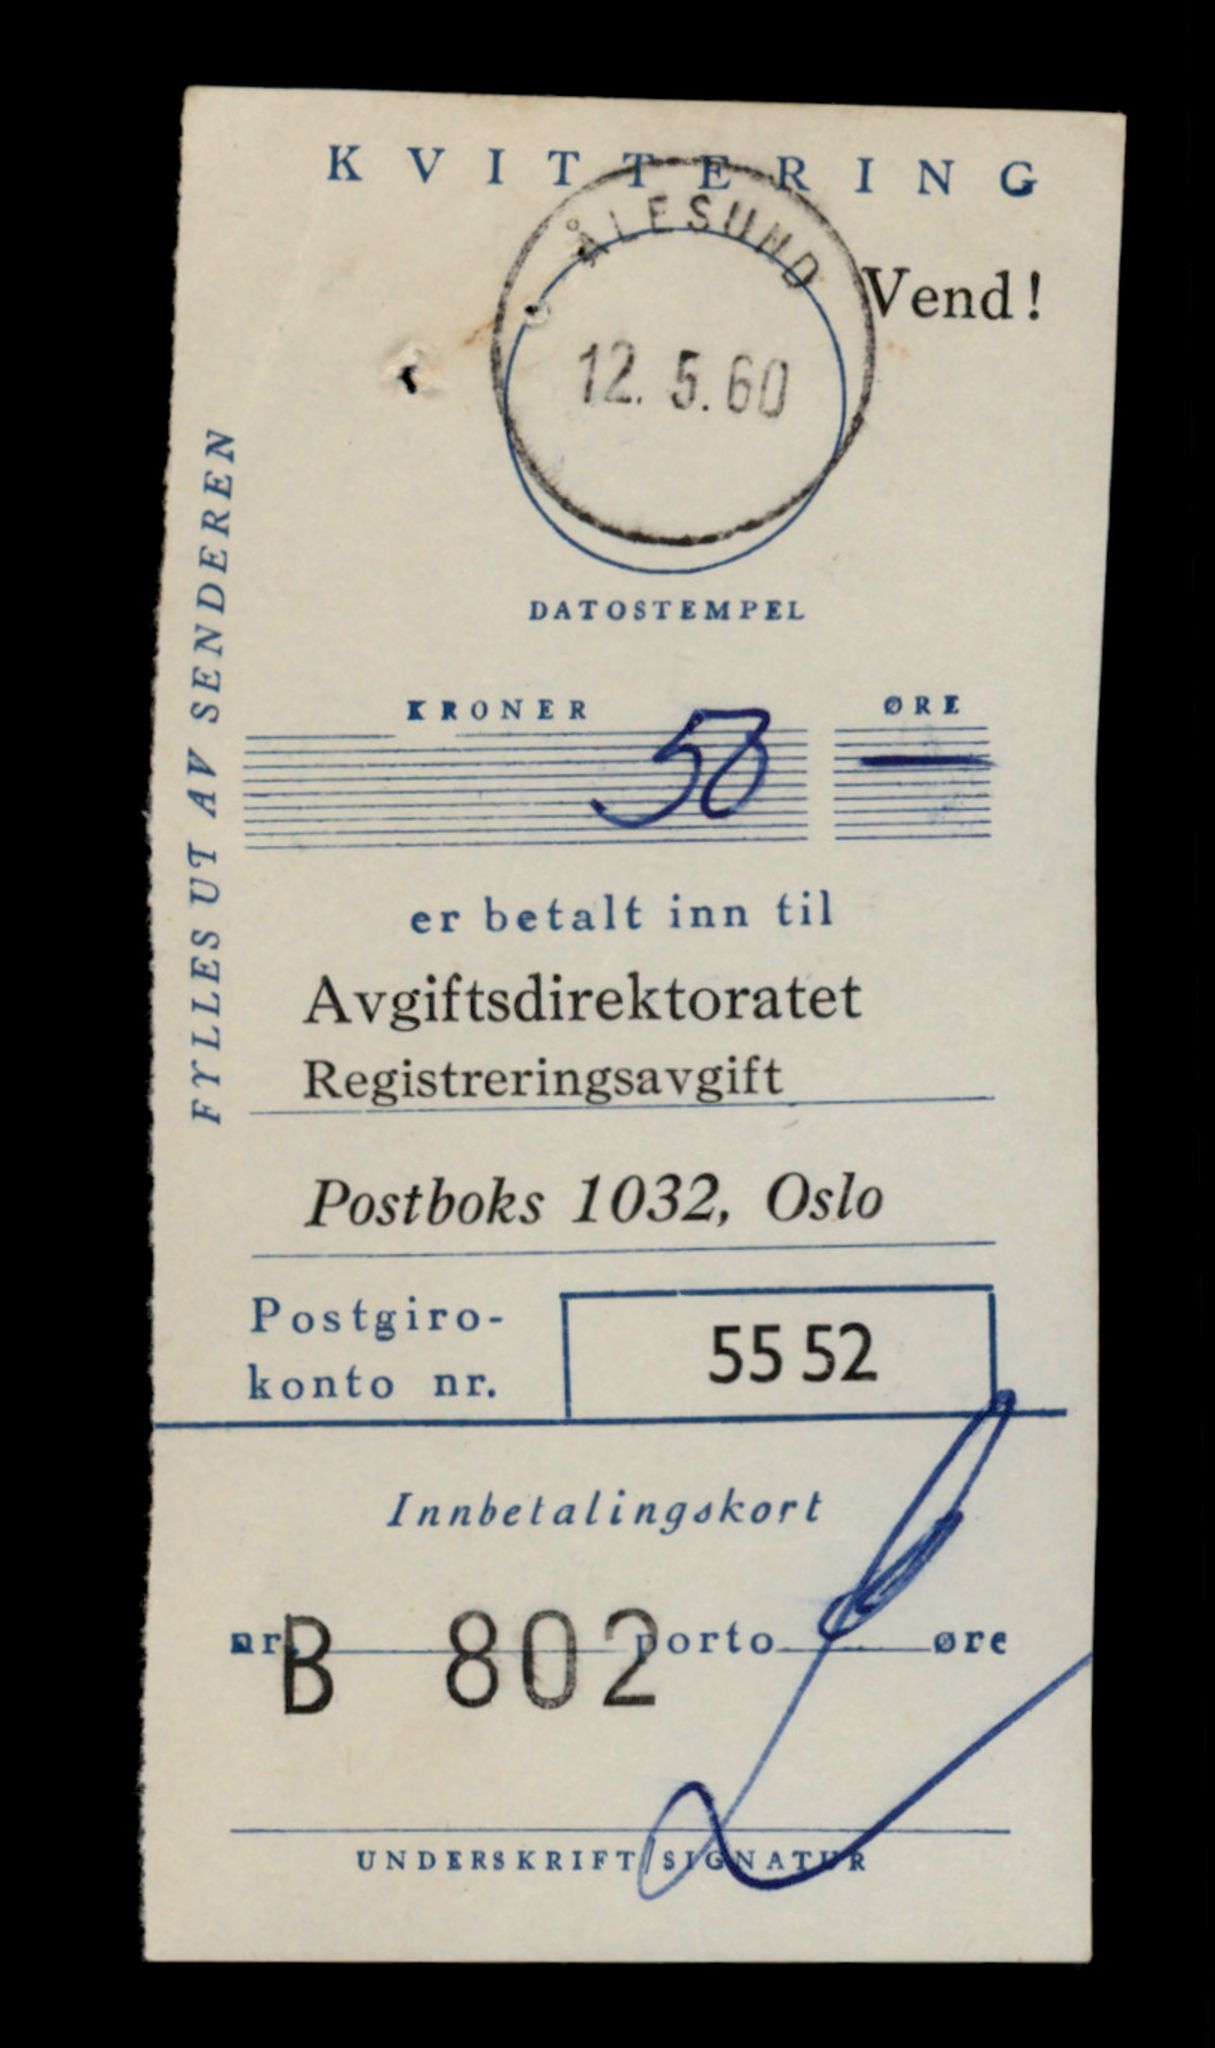 KVITTERING
ÅLESUND
Vend!
12.5.60
DATOSTEMPEL
FYLLES UT AV SENDEREN
KRONER ØRE
58 —
er betalt inn til
Avgiftsdirektoratet
Registreringsavgift
Postboks 1032, Oslo
Postgiro-
konto nr.
55 52
Innbetalingskort
nr. B 802 porto øre
UNDERSKRIFT/SIGNATUR